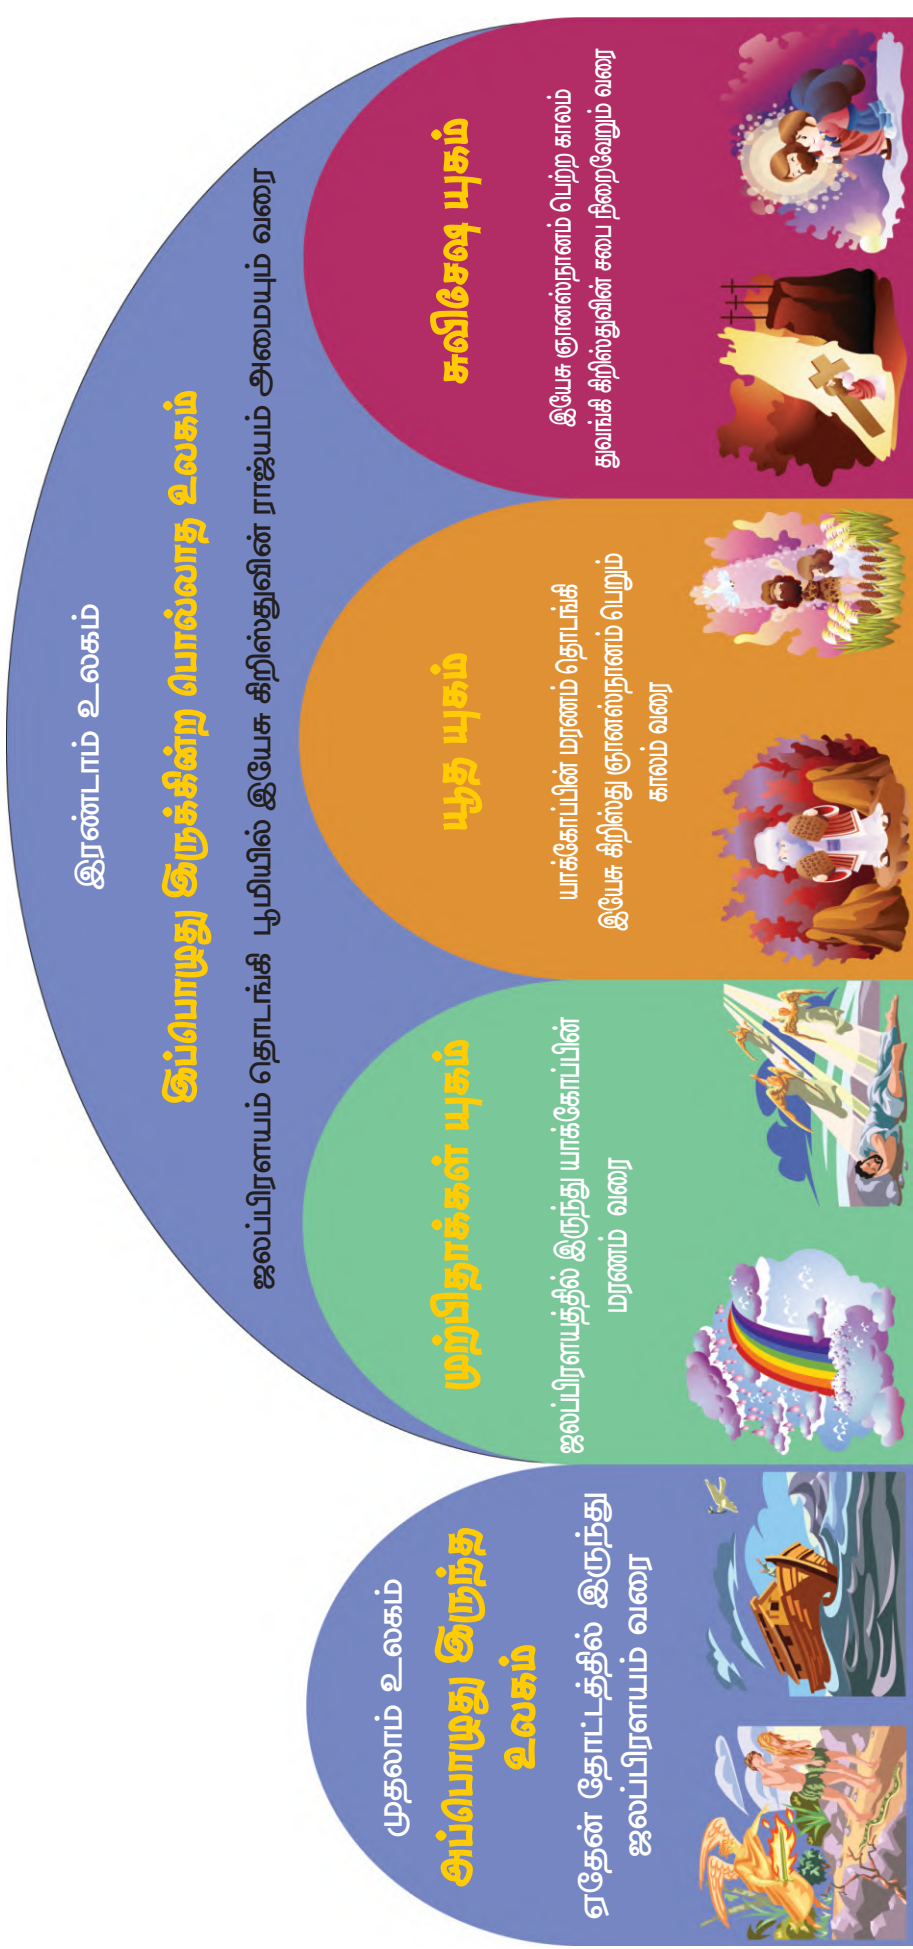 முதலாம் உலகம்
அப்பொழுது இருந்த
உலகம்
ஏதேன் தோட்டத்தில் இருந்து
ஜலப்பிரளயம் வரை
இரண்டாம் உலகம்
இப்பொழுது இருக்கின்ற பொல்லாத உலகம்
ஜலப்பிரளயம் தொடங்கி பூமியில் இயேசு கிறிஸ்துவின் ராஜ்யம் அமையும் வரை
முற்பிதாக்கள் யுகம்
ஜலப்பிரளயத்தில் இருந்து யாக்கோப்பின்
மரணம் வரை
யூத யுகம்
யாக்கோப்பின் மரணம் தொடங்கி
இயேசு கிறிஸ்து ஞானஸ்நானம் பெறும்
காலம் வரை
சுவிசேஷ யுகம்
இயேசு ஞானஸ்நானம் பெற்ற காலம்
துவங்கி கிறிஸ்துவின் சபை நிறைவேறும் வரை